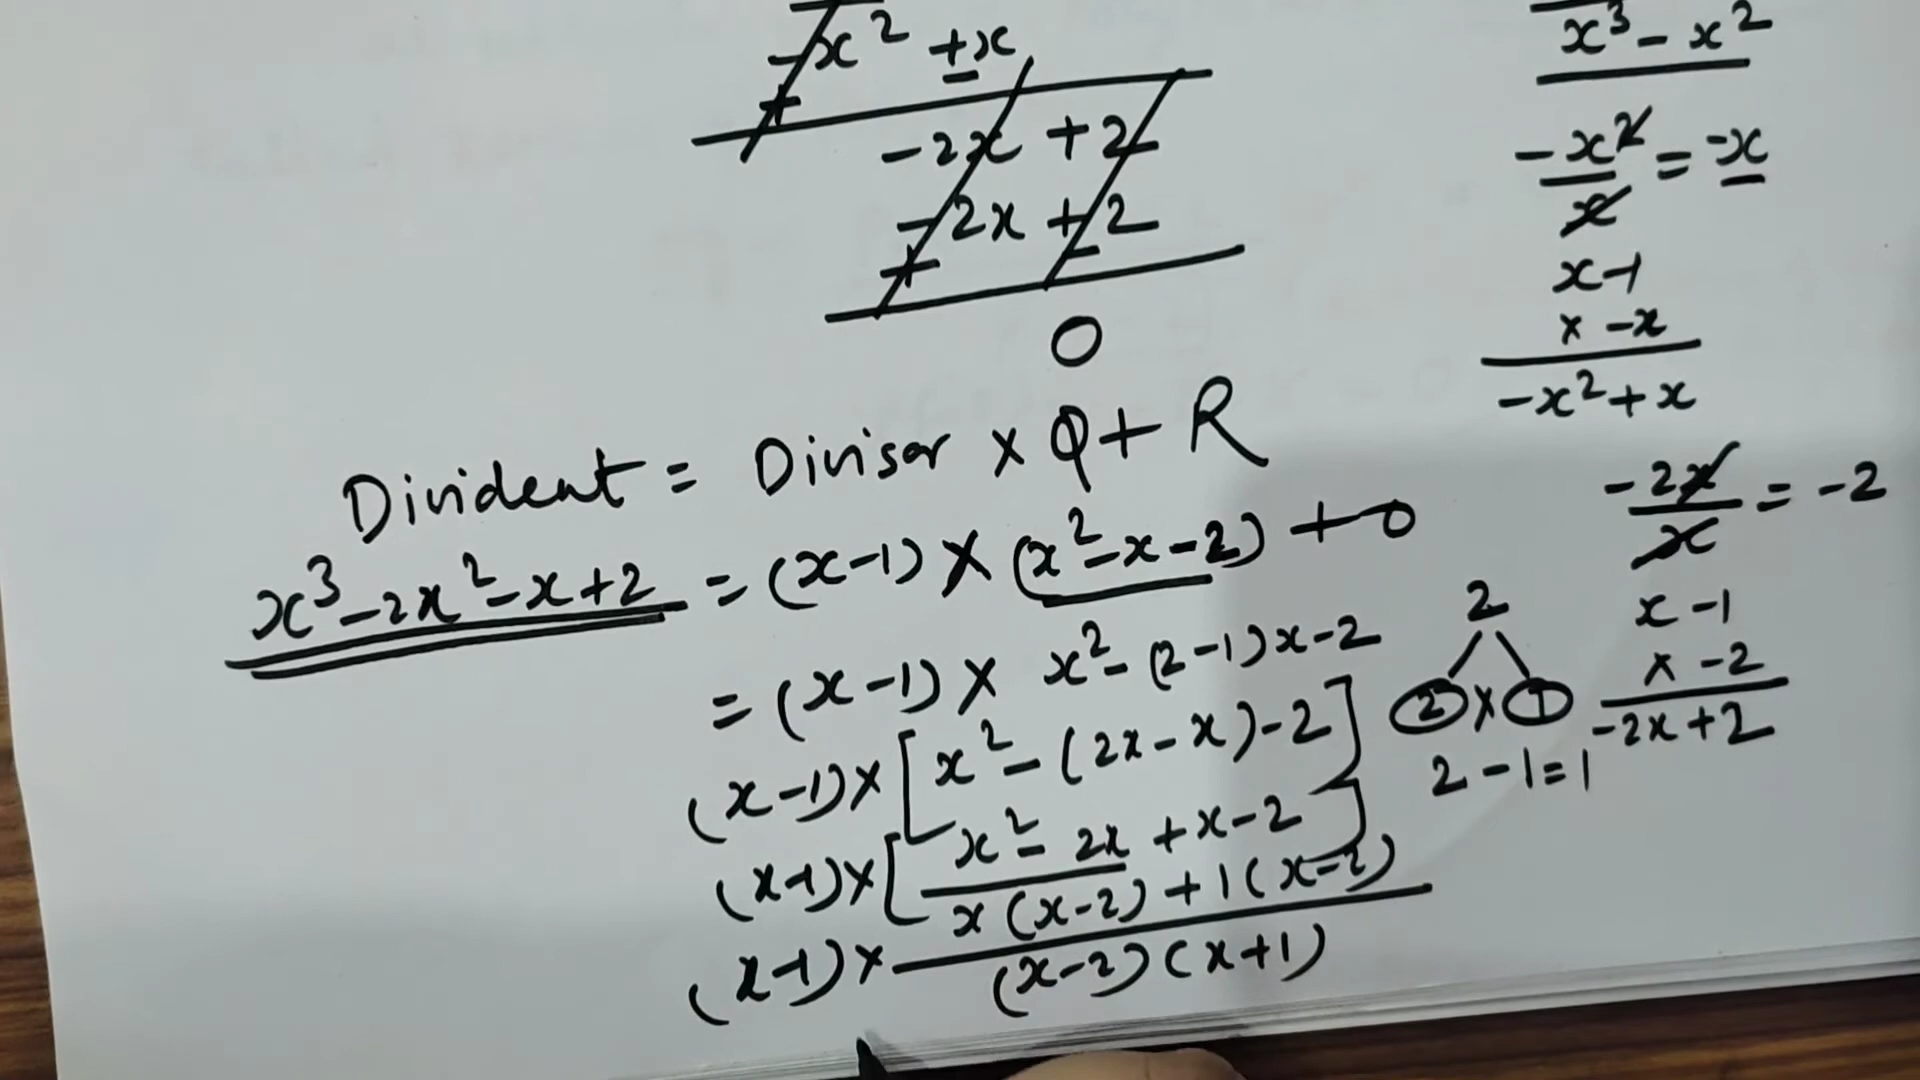 -x² + x
-2x + 2
-2x + 2
0
Divident = Divisor × Q + R
x³ - 2x² - x + 2 = (x-1) × (x² - x - 2) + 0
= (x-1) × x² - (2-1)x - 2
(x-1) × [x² - (2x - x) - 2]
(x-1) × [x² - 2x + x - 2]
x(x-2) + 1(x-2)
(x-1) × (x-2)(x+1)
x³ - x²
-x²/x = -x
x-1
× -x
-x² + x
-2x/x = -2
x-1
× -2
-2x + 2
2
2 × 1
2 - 1 = 1